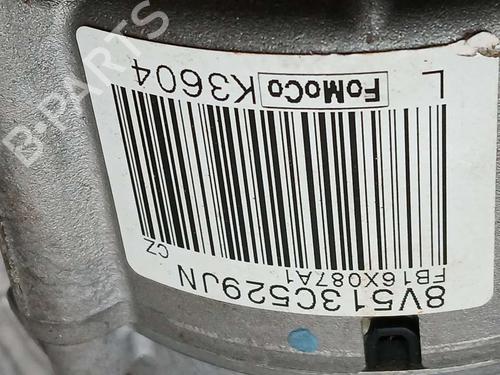 L FoMoCo K3604
CZ
FB16X087A1
8V513C529JN
B-PARTS